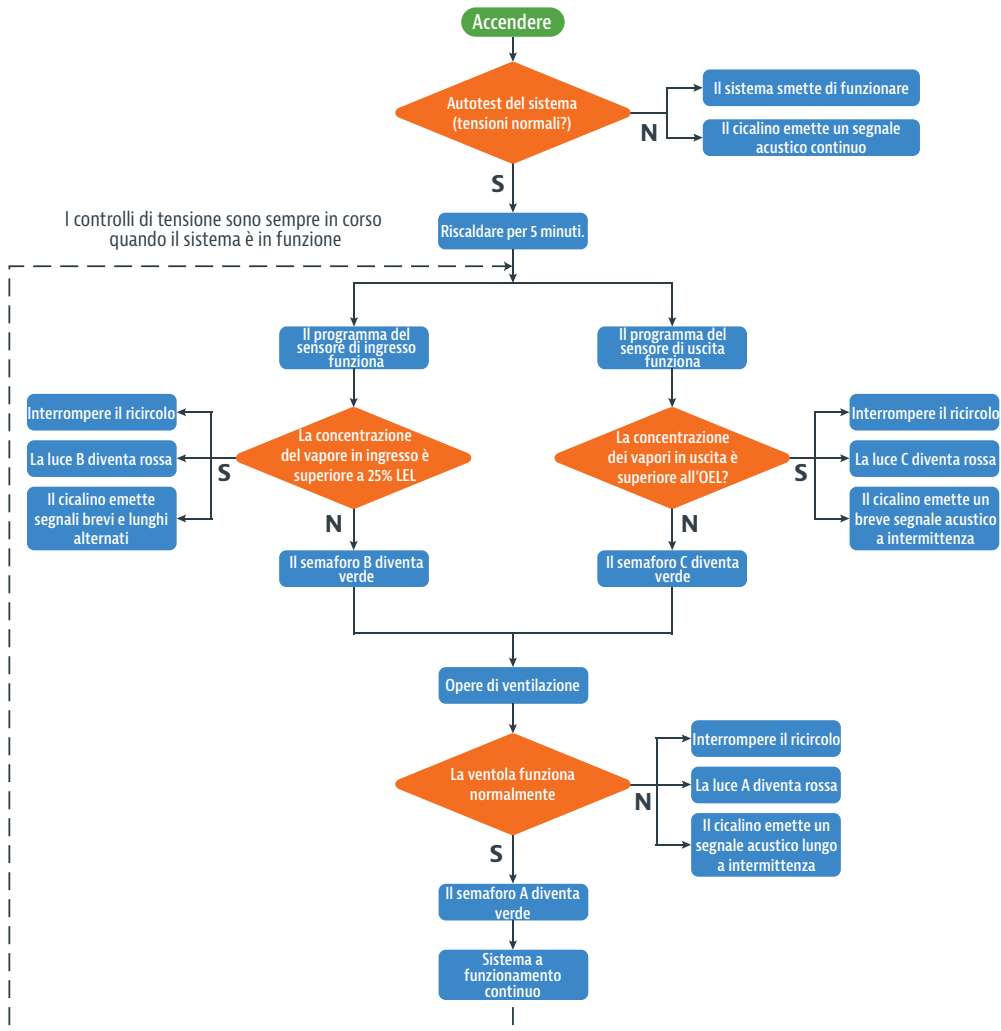 Accendere
Autotest del sistema
(tensioni normali?)
N
Il sistema smette di funzionare
Il cicalino emette un segnale
acustico continuo
S
I controlli di tensione sono sempre in corso
quando il sistema è in funzione
Riscaldare per 5 minuti.
Il programma del
sensore di ingresso
funziona
Il programma del
sensore di uscita
funziona
Interrompere il ricircolo
La luce B diventa rossa
Il cicalino emette
segnali brevi e lunghi
alternati
S
La concentrazione
del vapore in ingresso è
superiore a 25% LEL
N
Il semaforo B diventa
verde
La concentrazione
dei vapori in uscita è
superiore all'OEL?
S
Interrompere il ricircolo
La luce C diventa rossa
Il cicalino emette un
breve segnale acustico
a intermittenza
N
Il semaforo C diventa
verde
Opere di ventilazione
La ventola funziona
normalmente
N
Interrompere il ricircolo
La luce A diventa rossa
Il cicalino emette un
segnale acustico lungo
a intermittenza
S
Il semaforo A diventa
verde
Sistema a
funzionamento
continuo